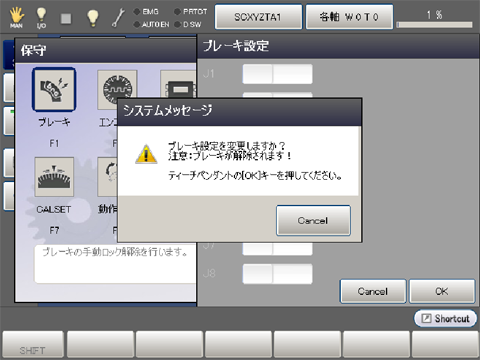 MAN
I/O
EMG
PRTOT
AUTO EN
D SW
SCXYZTA1
各軸 W0T0
1 %
保守
ブレーキ設定
J1
ブレーキ
F1
システムメッセージ
ブレーキ設定を変更しますか？
注意：ブレーキが解除されます！
ティーチペンダントの[OK]キーを押してください。
Cancel
CALSET
動作
F7
ブレーキの手動ロック解除を行います。
J7
J8
Cancel
OK
Shortcut
SHIFT